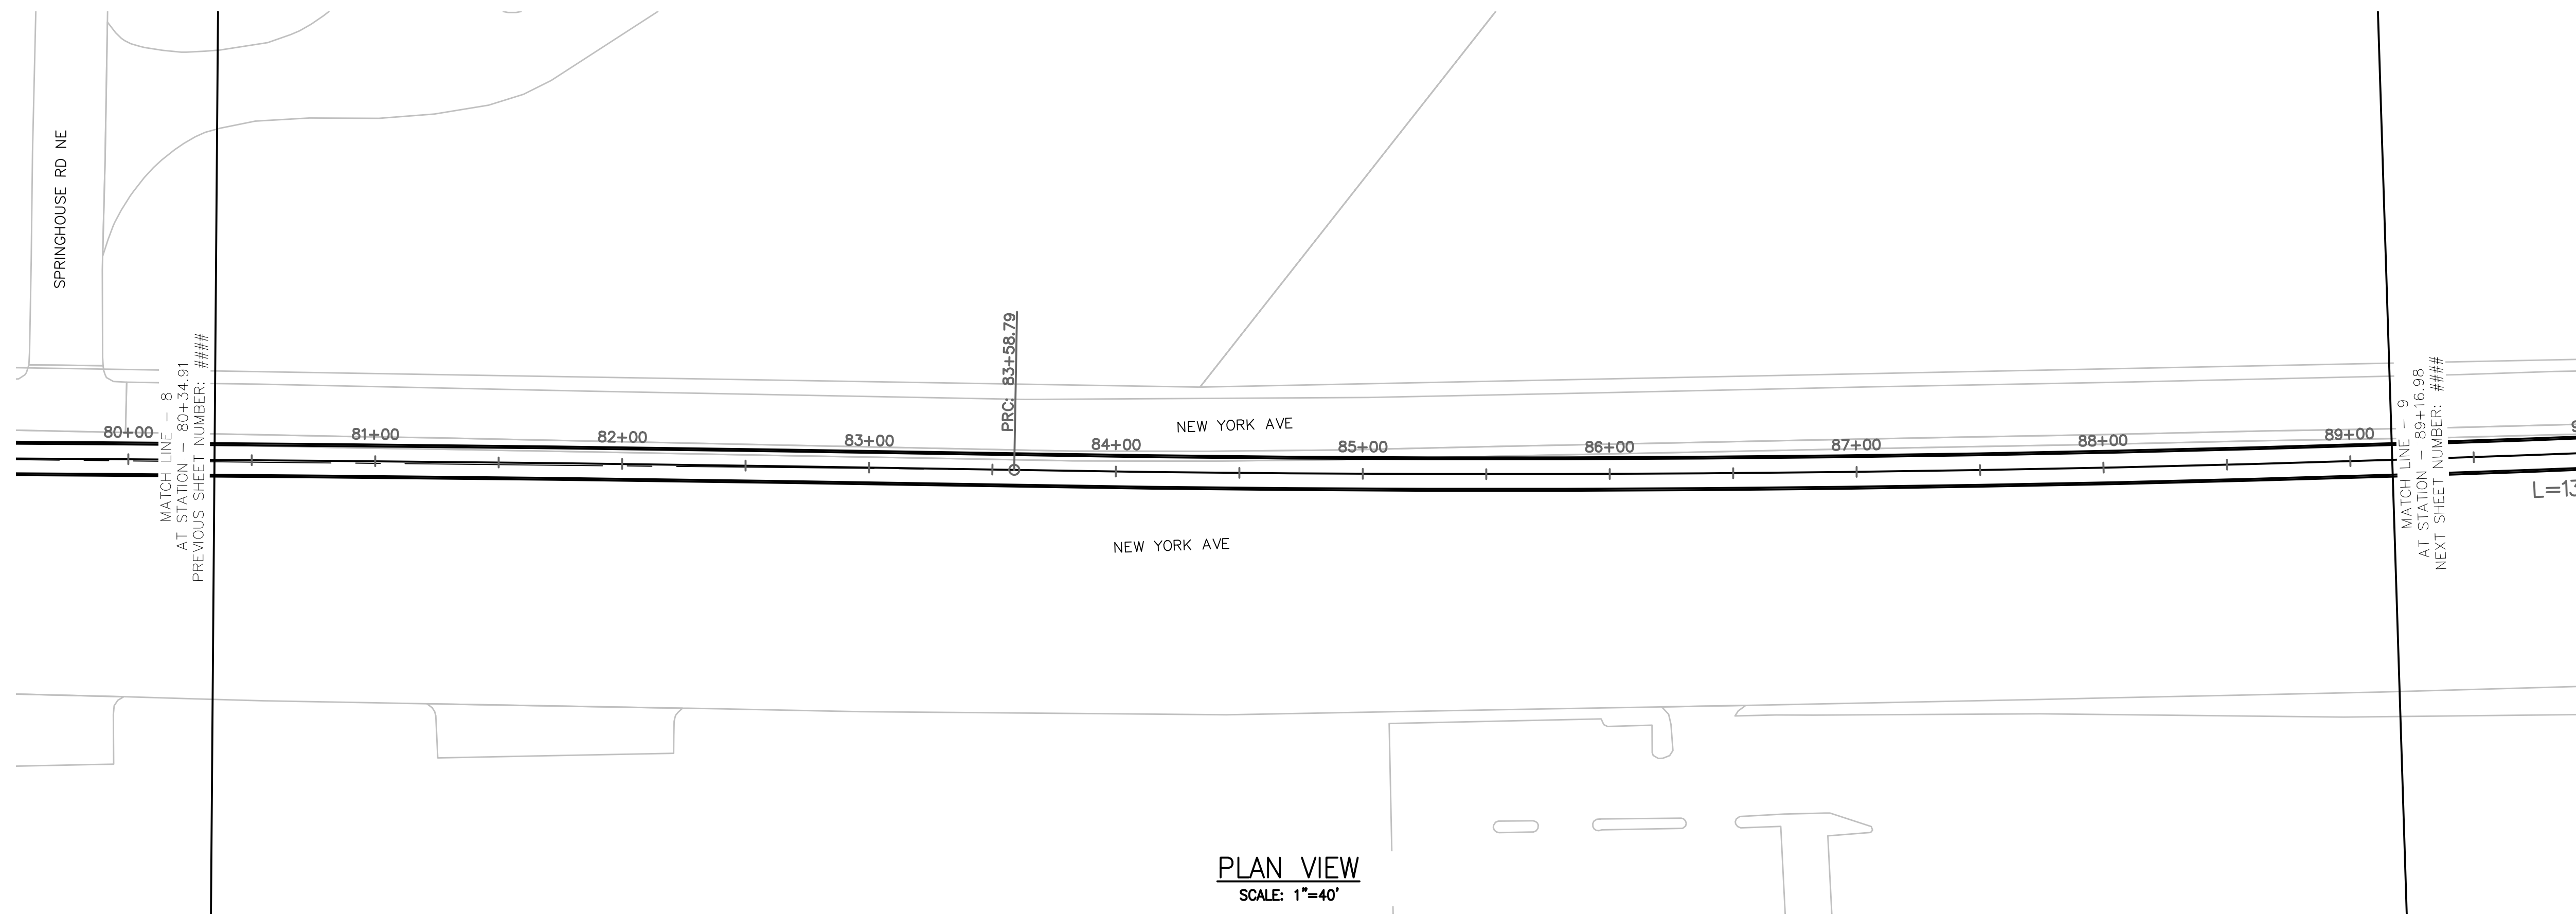 SPRINGHOUSE RD NE
MATCH LINE - 8
AT STATION - 80+34.91
PREVIOUS SHEET NUMBER: ####
80+00
81+00
82+00
83+00
PRC: 83+58.79
84+00
85+00
86+00
87+00
88+00
89+00
NEW YORK AVE
NEW YORK AVE
MATCH LINE - 9
AT STATION - 89+16.98
NEXT SHEET NUMBER: ####
L=13
PLAN VIEW
SCALE: 1"=40'